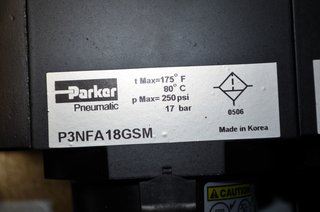 Parker
Pneumatic
t Max=175° F
80° C
p Max= 250 psi
17 bar
0506
P3NFA18GSM
Made in Korea
CAUTION